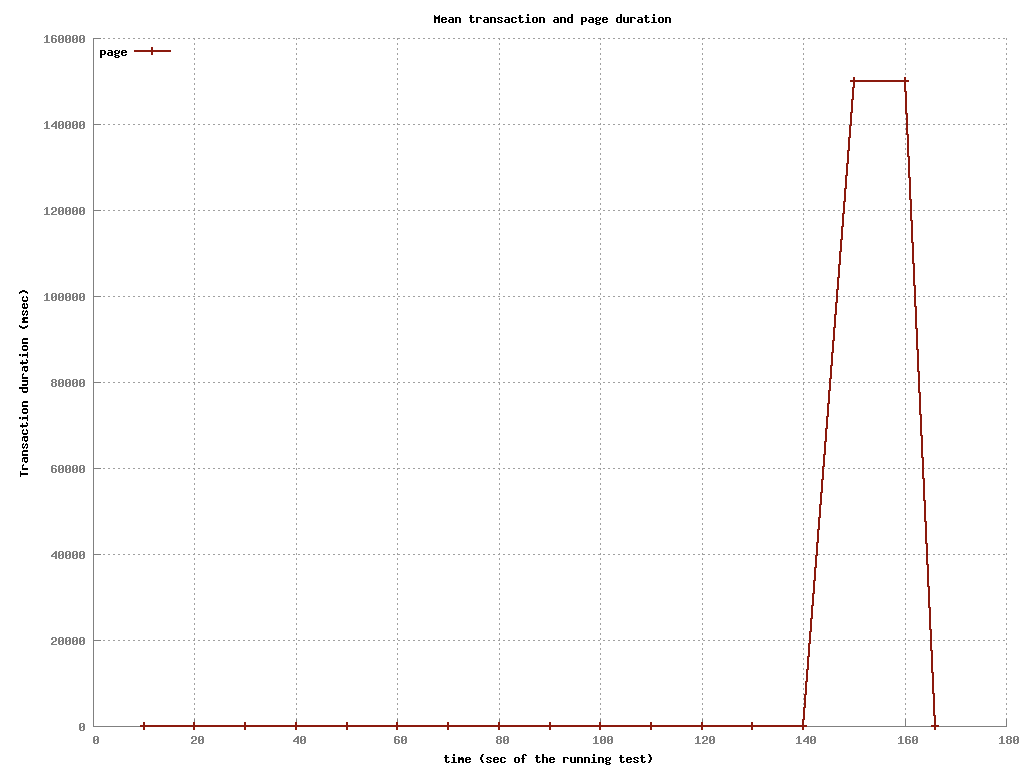 Mean transaction and page duration
page
160000
140000
120000
100000
80000
60000
40000
20000
0
Transaction duration (msec)
0 20 40 60 80 100 120 140 160 180
time (sec of the running test)